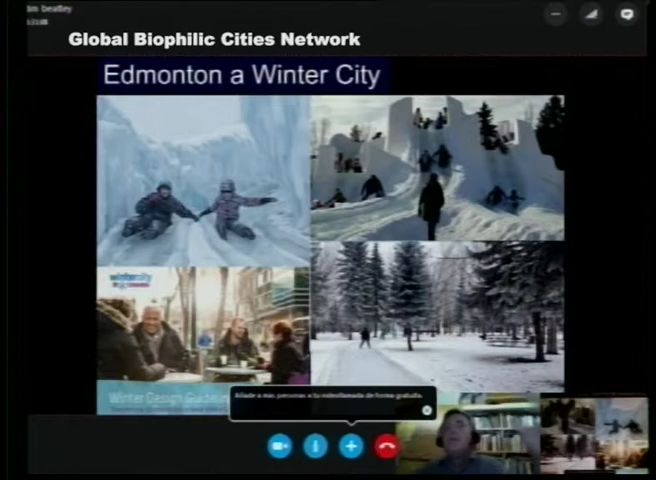 tim beatley
Global Biophilic Cities Network
Edmonton a Winter City
wintercity
Winter Design Guidelin
Añade a más personas a tu videollamada de forma gratuita.